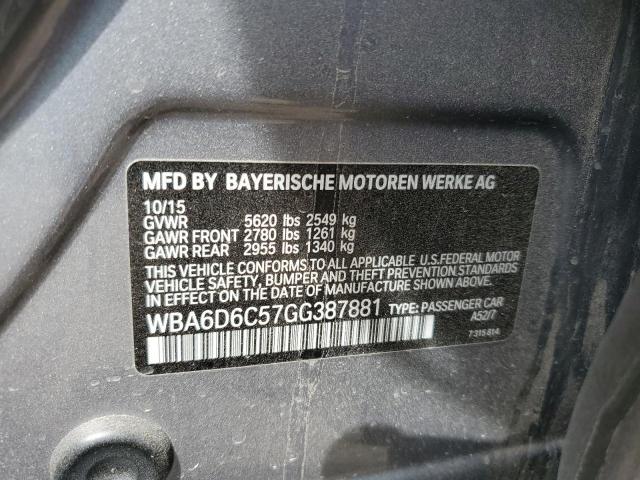 MFD BY BAYERISCHE MOTOREN WERKE AG
10/15
GVWR 5620 lbs 2549 kg
GAWR FRONT 2780 lbs 1261 kg
GAWR REAR 2955 lbs 1340 kg
THIS VEHICLE CONFORMS TO ALL APPLICABLE U.S.FEDERAL MOTOR
VEHICLE SAFETY, BUMPER AND THEFT PREVENTION STANDARDS
IN EFFECT ON THE DATE OF MANUFACTURE SHOWN ABOVE.
WBA6D6C57GG387881 TYPE: PASSENGER CAR
A52/7
7 315 814